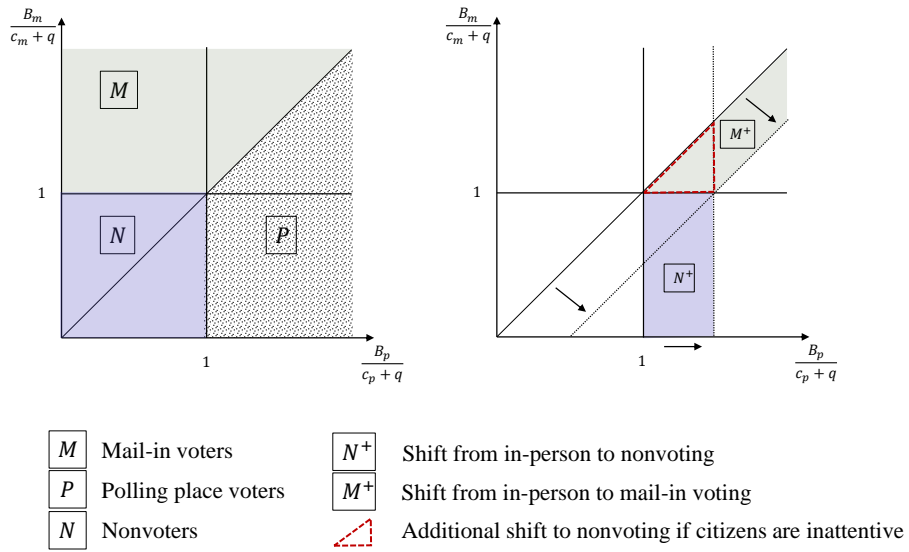 B_m / (c_m + q)
M
1
N
P
1
B_p / (c_p + q)
B_m / (c_m + q)
M⁺
1
N⁺
1
B_p / (c_p + q)
M Mail-in voters
P Polling place voters
N Nonvoters
N⁺ Shift from in-person to nonvoting
M⁺ Shift from in-person to mail-in voting
Additional shift to nonvoting if citizens are inattentive